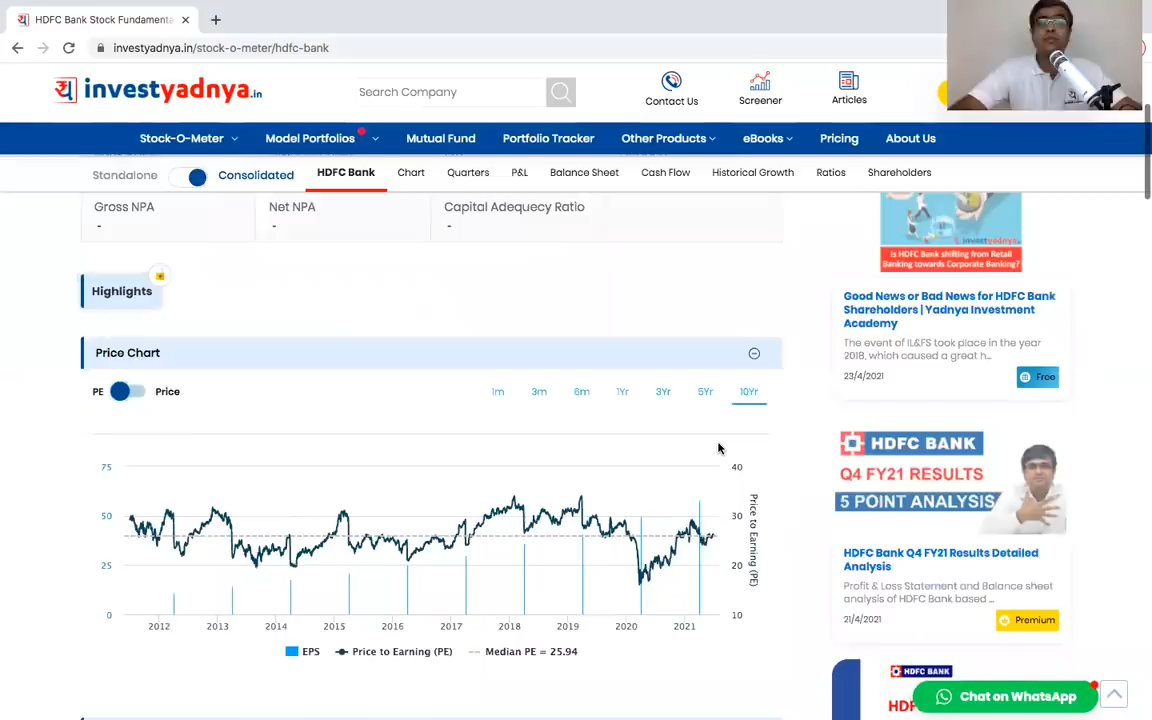 HDFC Bank Stock Fundamenta
investyadnya.in/stock-o-meter/hdfc-bank
investyadnya.in
Search Company
Contact Us
Screener
Articles
Stock-O-Meter
Model Portfolios
Mutual Fund
Portfolio Tracker
Other Products
eBooks
Pricing
About Us
Standalone
Consolidated
HDFC Bank
Chart
Quarters
P&L
Balance Sheet
Cash Flow
Historical Growth
Ratios
Shareholders
Gross NPA
Net NPA
Capital Adequecy Ratio
-
-
-
investyadnya.in
Is HDFC Bank shifting from Retail
Banking towards Corporate Banking?
Highlights
Good News or Bad News for HDFC Bank
Shareholders | Yadnya Investment
Academy
The event of IL&FS took place in the year
2018, which caused a great h...
23/4/2021
Free
Price Chart
PE
Price
1m
3m
6m
1Yr
3Yr
5Yr
10Yr
75
50
25
0
40
30
20
10
Price to Earning (PE)
2012
2013
2014
2015
2016
2017
2018
2019
2020
2021
EPS
Price to Earning (PE)
Median PE = 25.94
HDFC BANK
Q4 FY21 RESULTS
5 POINT ANALYSIS
HDFC Bank Q4 FY21 Results Detailed
Analysis
Profit & Loss Statement and Balance sheet
analysis of HDFC Bank based ...
21/4/2021
Premium
HDFC BANK
HDF
Chat on WhatsApp